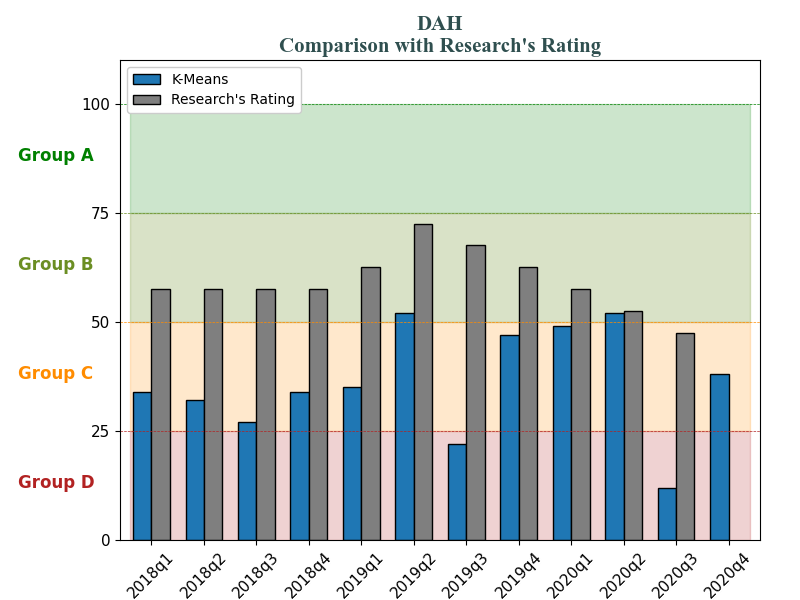 DAH
Comparison with Research's Rating
K-Means
Research's Rating
100
Group A
75
Group B
50
Group C
25
Group D
0
2018q1
2018q2
2018q3
2018q4
2019q1
2019q2
2019q3
2019q4
2020q1
2020q2
2020q3
2020q4